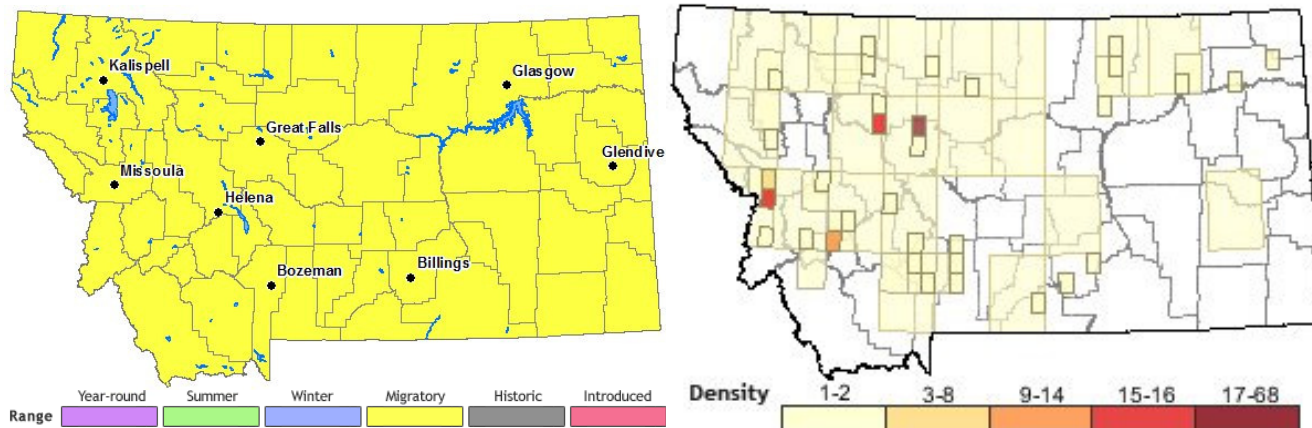 Kalispell
Glasgow
Great Falls
Glendive
Missoula
Helena
Billings
Bozeman
Range Year-round Summer Winter Migratory Historic Introduced
Density 1-2 3-8 9-14 15-16 17-68